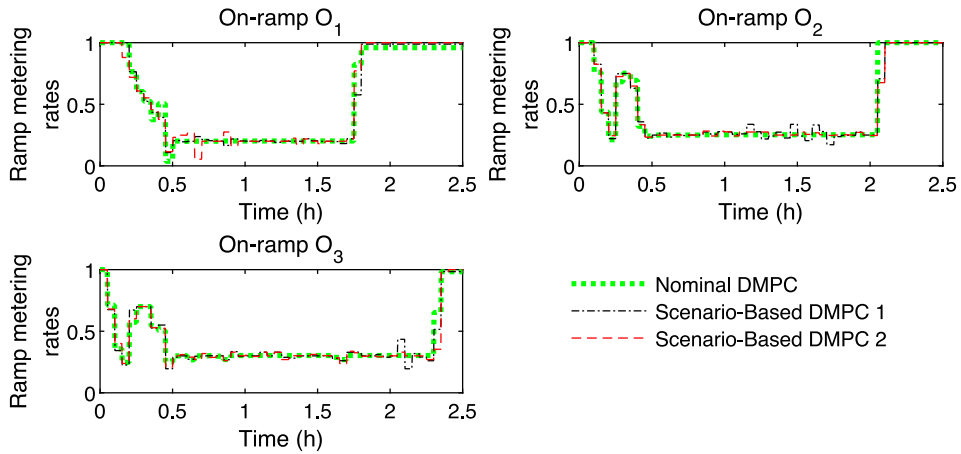 On-ramp O1
Ramp metering
rates
1
0.5
0
0 0.5 1 1.5 2 2.5
Time (h)
On-ramp O2
Ramp metering
rates
1
0.5
0
0 0.5 1 1.5 2 2.5
Time (h)
On-ramp O3
Ramp metering
rates
1
0.5
0
0 0.5 1 1.5 2 2.5
Time (h)
Nominal DMPC
Scenario-Based DMPC 1
Scenario-Based DMPC 2